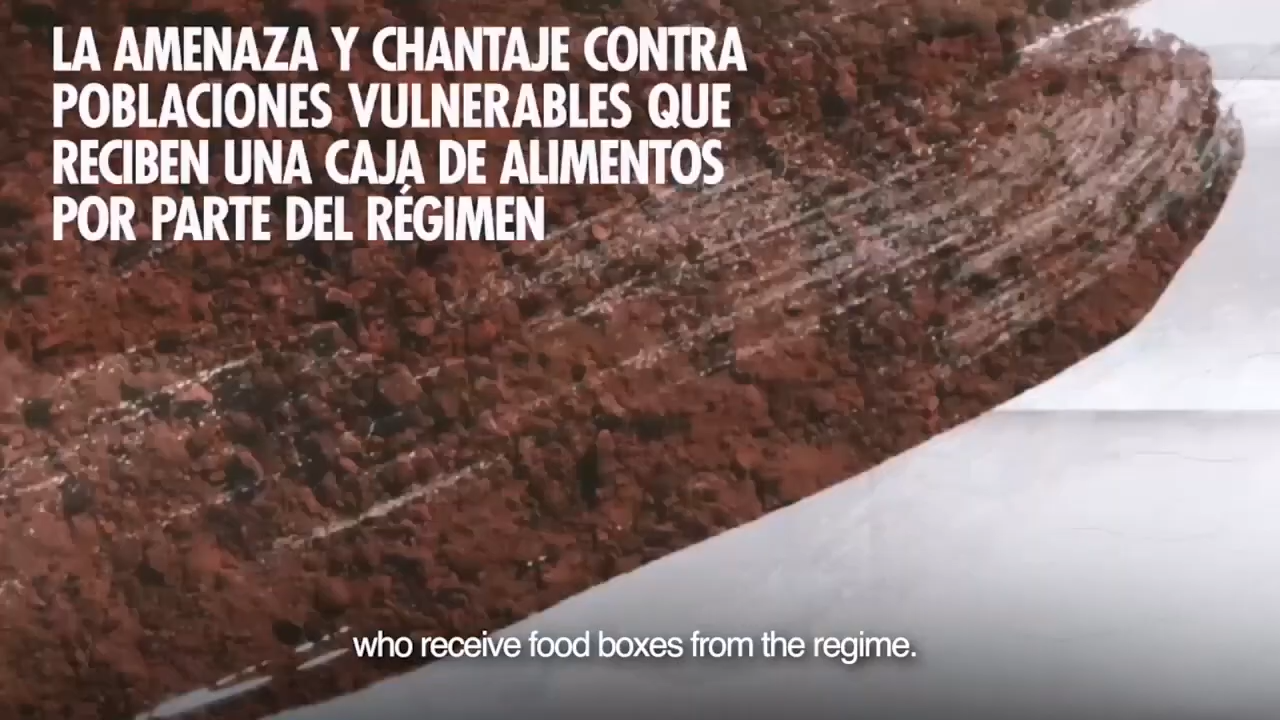 LA AMENAZA Y CHANTAJE CONTRA
POBLACIONES VULNERABLES QUE
RECIBEN UNA CAJA DE ALIMENTOS
POR PARTE DEL RÉGIMEN
who receive food boxes from the regime.